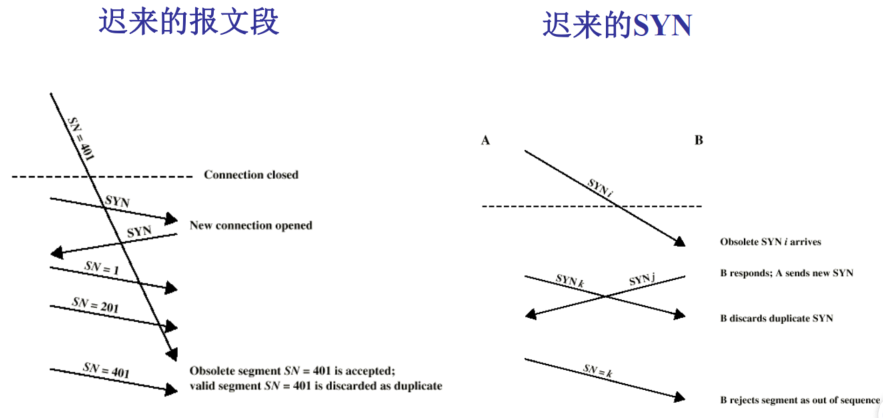 迟来的报文段
SN = 401
Connection closed
SYN
New connection opened
SYN
SN = 1
SN = 201
SN = 401
Obsolete segment SN = 401 is accepted;
valid segment SN = 401 is discarded as duplicate
迟来的SYN
A
B
SYN i
Obsolete SYN i arrives
SYN k
SYN j
B responds; A sends new SYN
B discards duplicate SYN
SN = k
B rejects segment as out of sequence